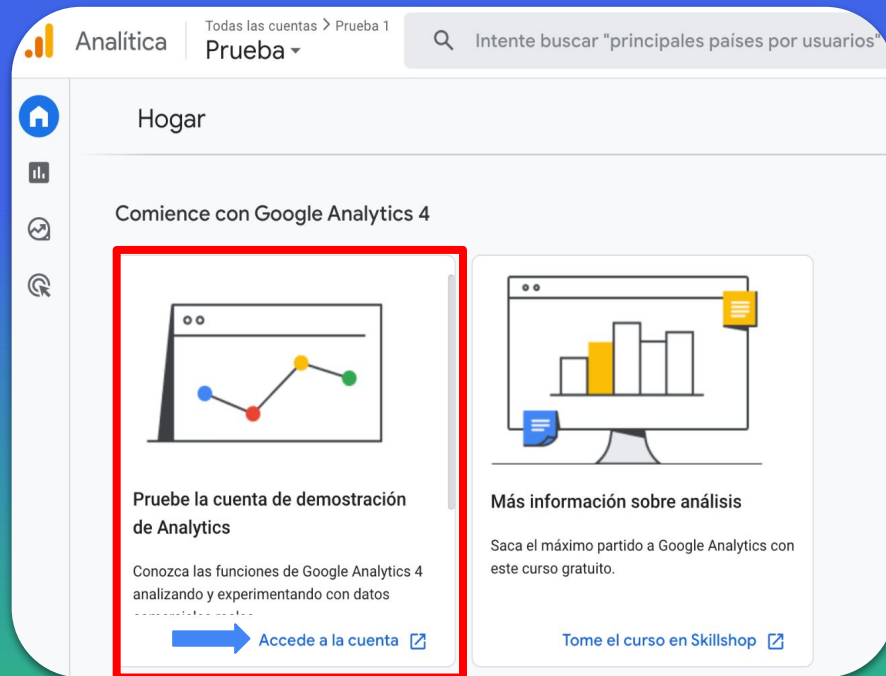 Analítica
Todas las cuentas > Prueba 1
Prueba
Intente buscar "principales países por usuarios"
Hogar
Comience con Google Analytics 4
Pruebe la cuenta de demostración
de Analytics
Conozca las funciones de Google Analytics 4
analizando y experimentando con datos
Accede a la cuenta
Más información sobre análisis
Saca el máximo partido a Google Analytics con
este curso gratuito.
Tome el curso en Skillshop